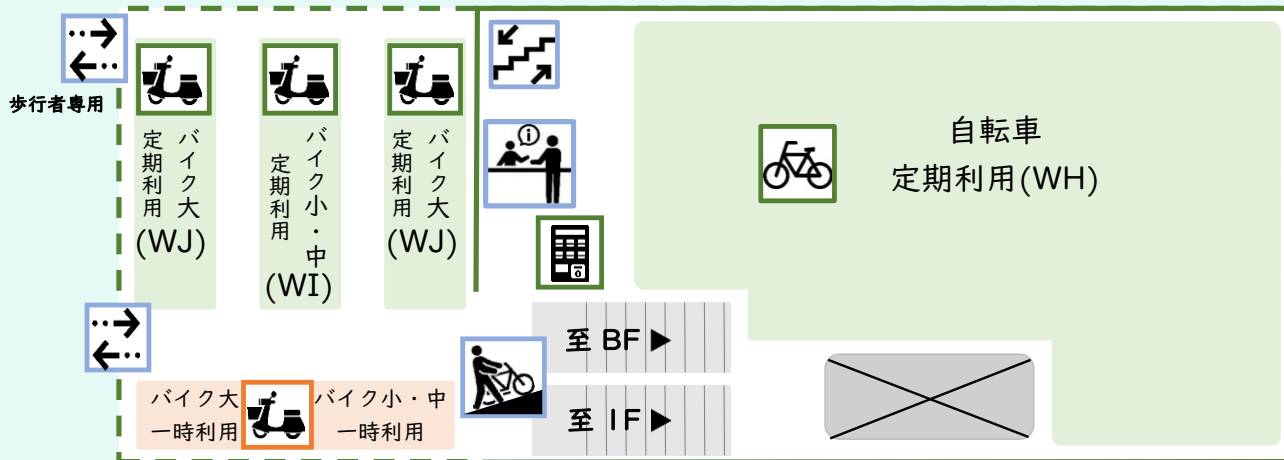 歩行者専用
バイク大
定期利用
(WJ)
バイク小・中
定期利用
(WI)
バイク大
定期利用
(WJ)
自転車
定期利用(WH)
至 BF ▶
至 1F ▶
バイク大
一時利用
バイク小・中
一時利用